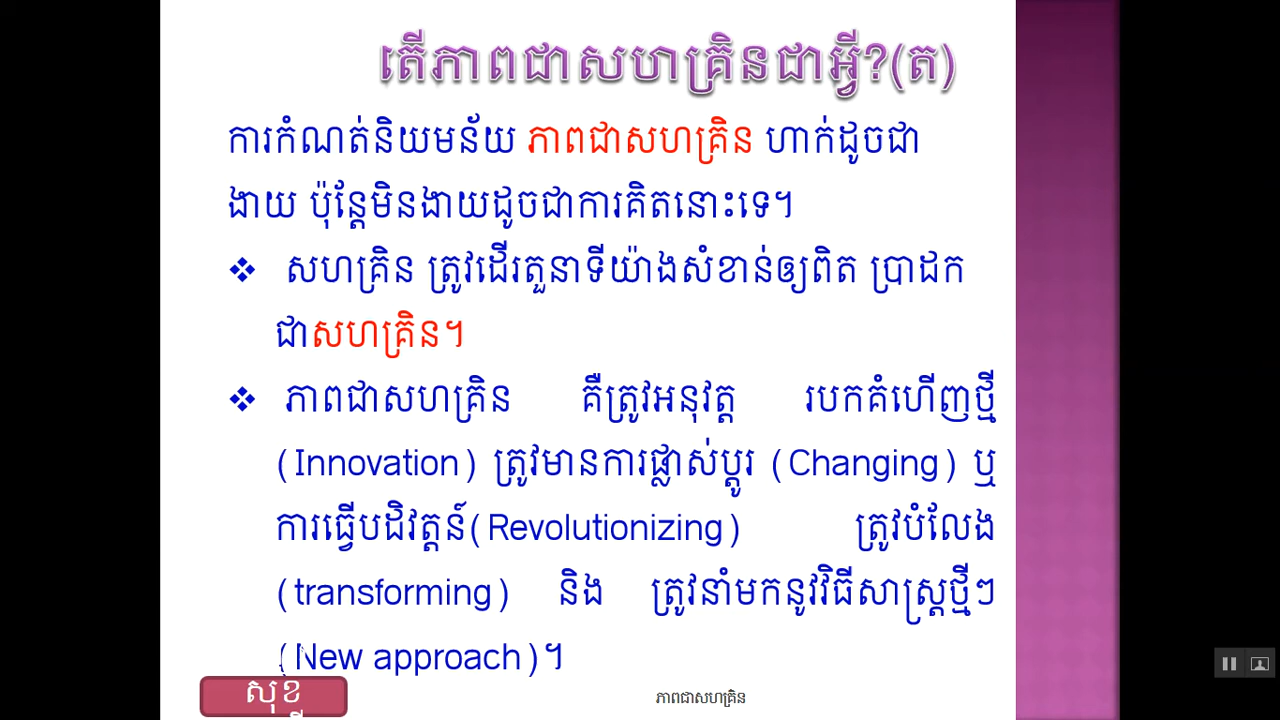 តើភាពជាសហគ្រិនជាអ្វី?(ត)
ការកំណត់និយមន័យ ភាពជាសហគ្រិន ហាក់ដូចជា
ងាយ ប៉ុន្តែមិនងាយដូចជាការគិតនោះទេ។
❖ សហគ្រិន ត្រូវដើរតួនាទីយ៉ាងសំខាន់ឲ្យពិត ប្រាដក
ជាសហគ្រិន។
❖ ភាពជាសហគ្រិន គឺត្រូវអនុវត្ត របកគំហើញថ្មី
(Innovation) ត្រូវមានការផ្លាស់ប្តូរ (Changing) ឬ
ការធ្វើបដិវត្តន៍(Revolutionizing) ត្រូវបំលែង
(transforming) និង ត្រូវនាំមកនូវវិធីសាស្ត្រថ្មីៗ
(New approach)។
សុខ
ភាពជាសហគ្រិន